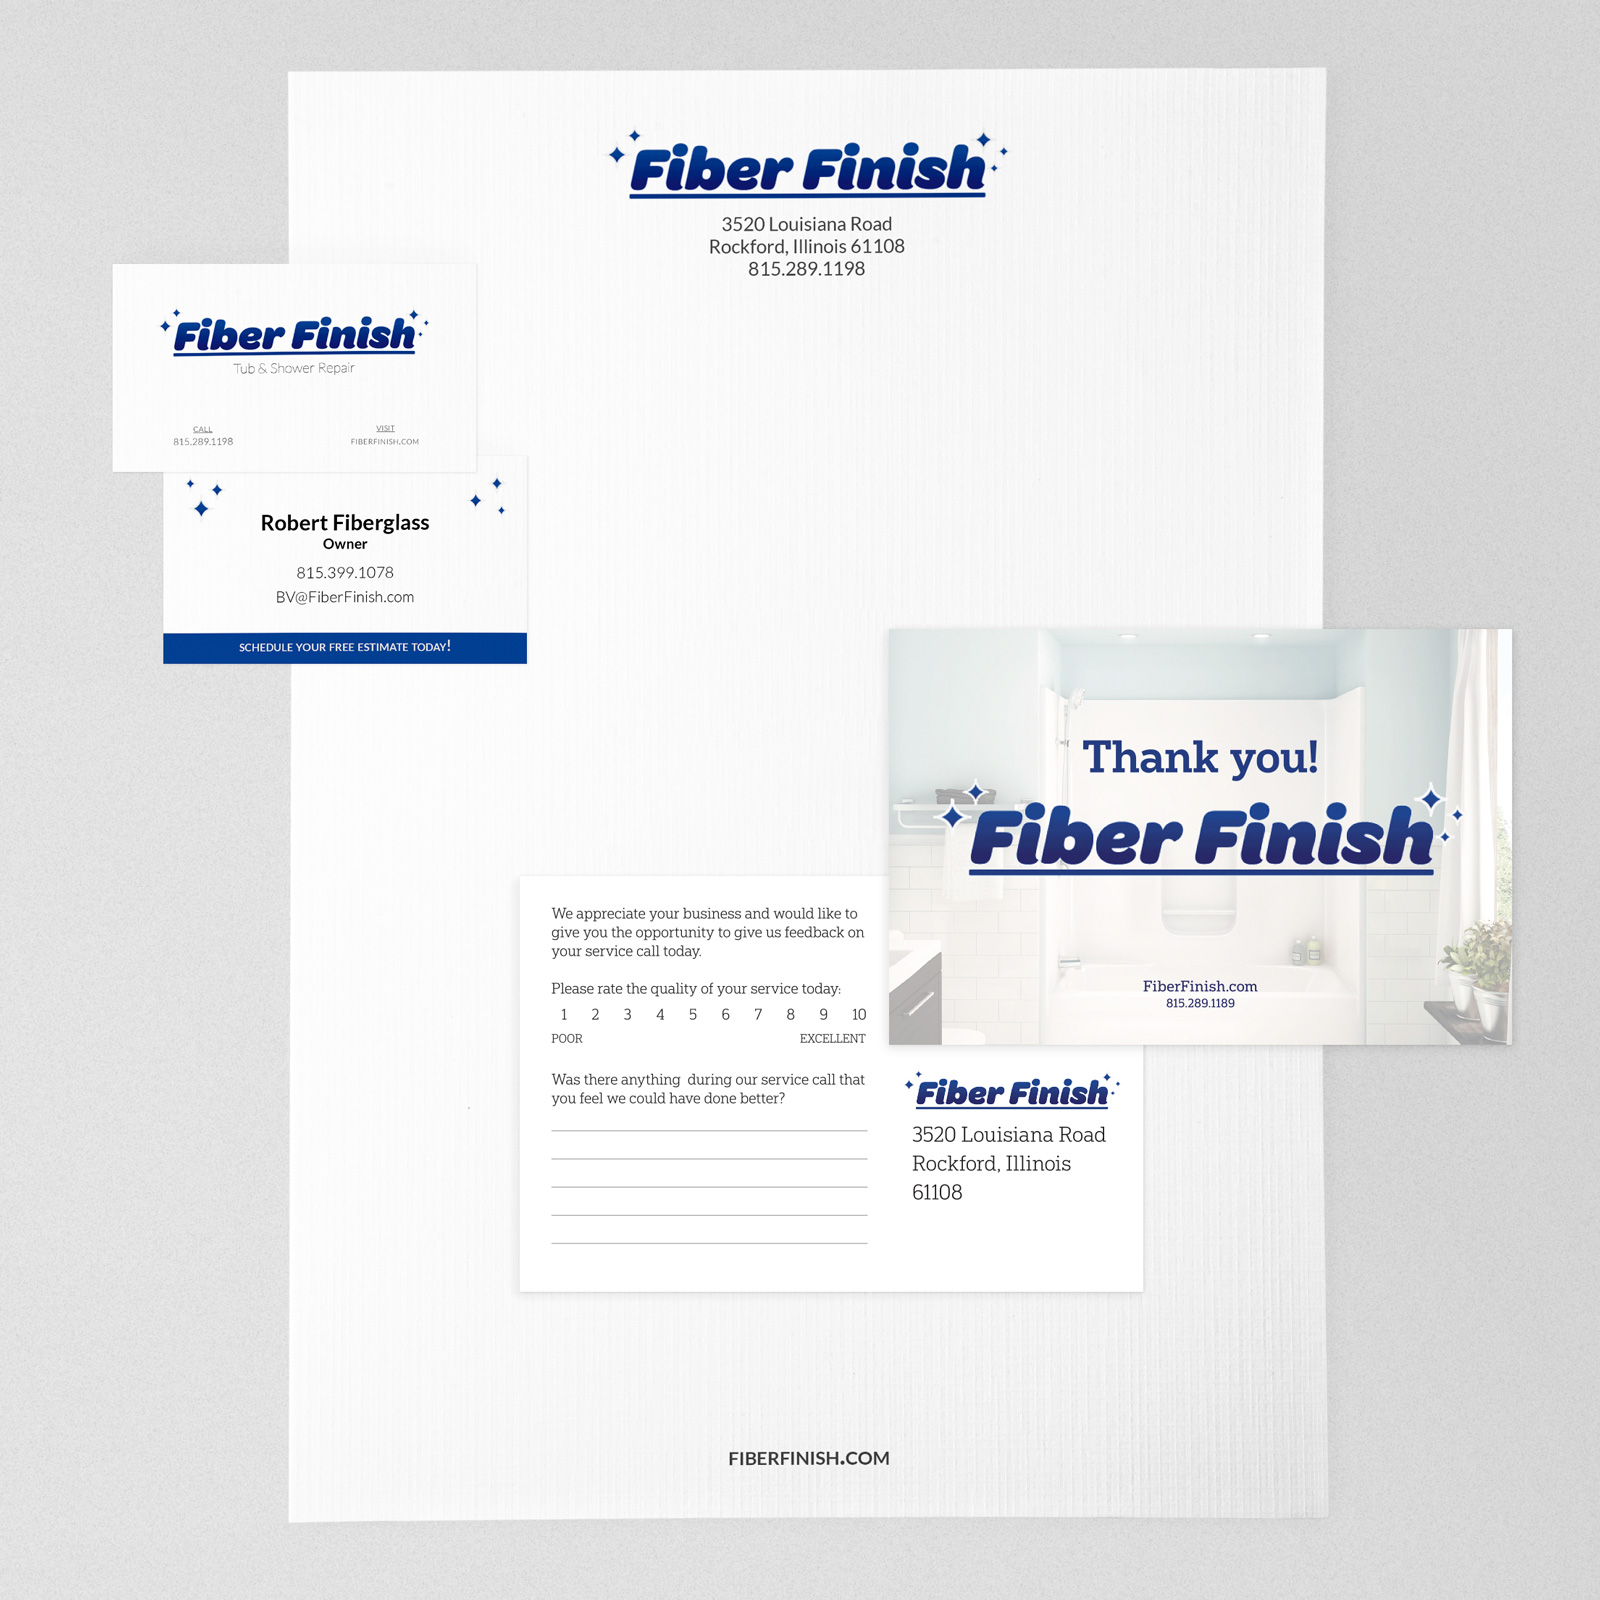 Fiber Finish
3520 Louisiana Road
Rockford, Illinois 61108
815.289.1198
Fiber Finish
Tub & Shower Repair
CALL
815.289.1198
VISIT
FIBERFINISH.COM
Robert Fiberglass
Owner
815.399.1078
BV@FiberFinish.com
SCHEDULE YOUR FREE ESTIMATE TODAY!
Thank you!
Fiber Finish
FiberFinish.com
815.289.1189
We appreciate your business and would like to
give you the opportunity to give us feedback on
your service call today.
Please rate the quality of your service today:
1 2 3 4 5 6 7 8 9 10
POOR EXCELLENT
Was there anything during our service call that
you feel we could have done better?
Fiber Finish
3520 Louisiana Road
Rockford, Illinois
61108
FIBERFINISH.COM